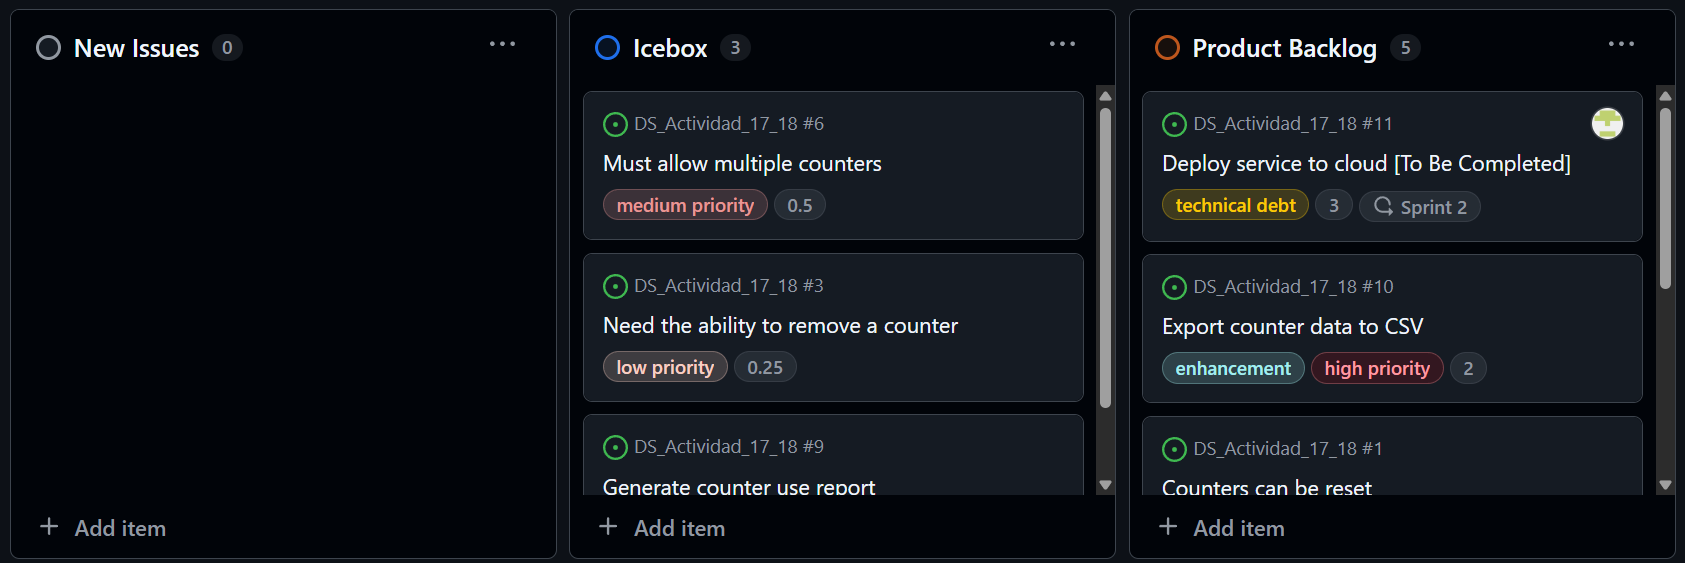 New Issues 0
Add item
Icebox 3
DS_Actividad_17_18 #6
Must allow multiple counters
medium priority 0.5
DS_Actividad_17_18 #3
Need the ability to remove a counter
low priority 0.25
DS_Actividad_17_18 #9
Generate counter use report
Add item
Product Backlog 5
DS_Actividad_17_18 #11
Deploy service to cloud [To Be Completed]
technical debt 3 Sprint 2
DS_Actividad_17_18 #10
Export counter data to CSV
enhancement high priority 2
DS_Actividad_17_18 #1
Counters can be reset
Add item